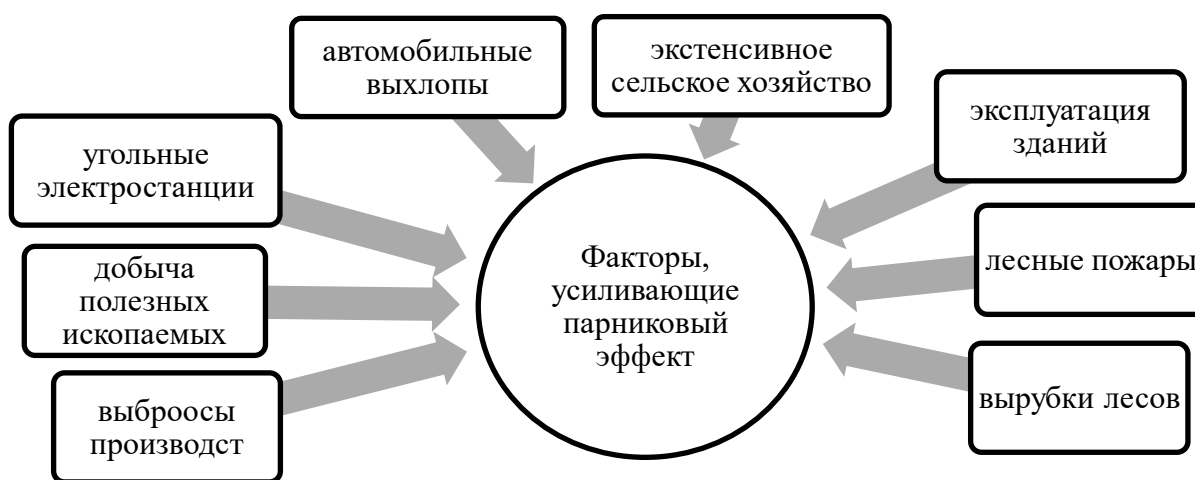 автомобильные
выхлопы
экстенсивное
сельское хозяйство
эксплуатация
зданий
угольные
электростанции
лесные пожары
добыча
полезных
ископаемых
Факторы,
усиливающие
парниковый
эффект
вырубки лесов
выброосы
производст